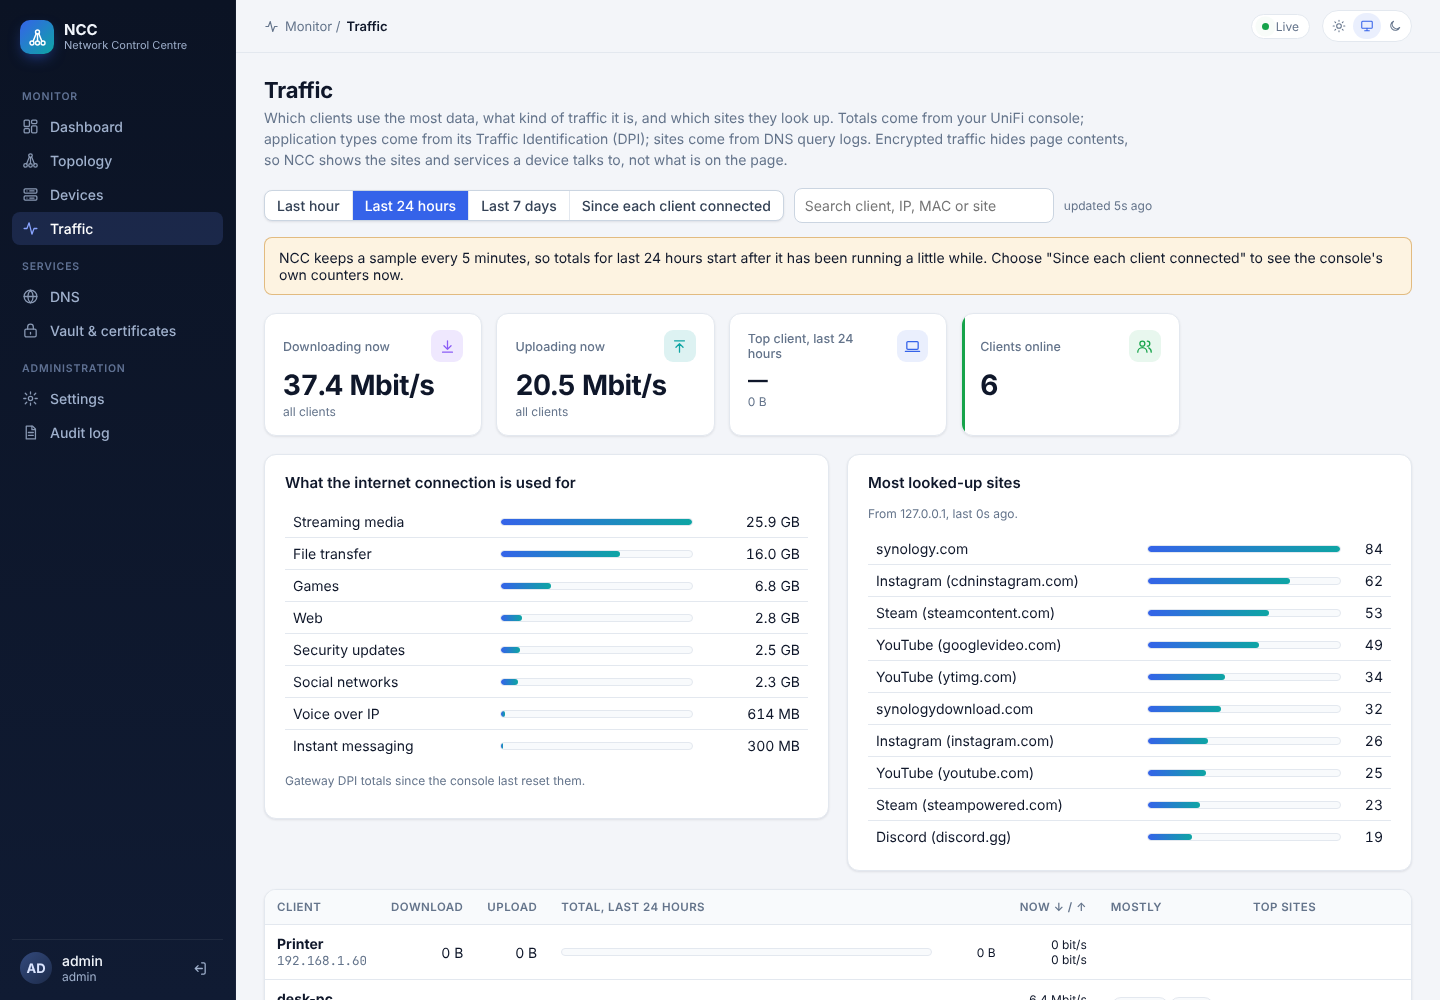 NCC
Network Control Centre
MONITOR
Dashboard
Topology
Devices
Traffic
SERVICES
DNS
Vault & certificates
ADMINISTRATION
Settings
Audit log
AD
admin
admin
Monitor / Traffic
Live
Traffic
Which clients use the most data, what kind of traffic it is, and which sites they look up. Totals come from your UniFi console;
application types come from its Traffic Identification (DPI); sites come from DNS query logs. Encrypted traffic hides page contents,
so NCC shows the sites and services a device talks to, not what is on the page.
Last hour
Last 24 hours
Last 7 days
Since each client connected
Search client, IP, MAC or site
updated 5s ago
NCC keeps a sample every 5 minutes, so totals for last 24 hours start after it has been running a little while. Choose "Since each client connected" to see the console's
own counters now.
Downloading now
37.4 Mbit/s
all clients
Uploading now
20.5 Mbit/s
all clients
Top client, last 24
hours
—
0 B
Clients online
6
What the internet connection is used for
Streaming media 25.9 GB
File transfer 16.0 GB
Games 6.8 GB
Web 2.8 GB
Security updates 2.5 GB
Social networks 2.3 GB
Voice over IP 614 MB
Instant messaging 300 MB
Gateway DPI totals since the console last reset them.
Most looked-up sites
From 127.0.0.1, last 0s ago.
synology.com 84
Instagram (cdninstagram.com) 62
Steam (steamcontent.com) 53
YouTube (googlevideo.com) 49
YouTube (ytimg.com) 34
synologydownload.com 32
Instagram (instagram.com) 26
YouTube (youtube.com) 25
Steam (steampowered.com) 23
Discord (discord.gg) 19
CLIENT DOWNLOAD UPLOAD TOTAL, LAST 24 HOURS NOW ↓ / ↑ MOSTLY TOP SITES
Printer
192.168.1.60
0 B 0 B 0 B
0 bit/s
0 bit/s
desk-pc
6.4 Mbit/s